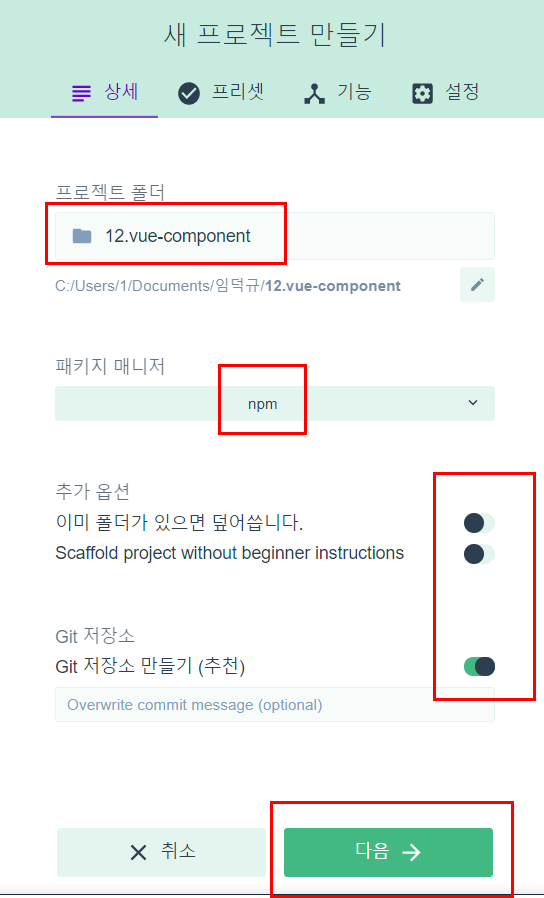 새 프로젝트 만들기
상세 프리셋 기능 설정
프로젝트 폴더
12.vue-component
C:/Users/1/Documents/임덕규/12.vue-component
패키지 매니저
npm
추가 옵션
이미 폴더가 있으면 덮어씁니다.
Scaffold project without beginner instructions
Git 저장소
Git 저장소 만들기 (추천)
Overwrite commit message (optional)
취소 다음